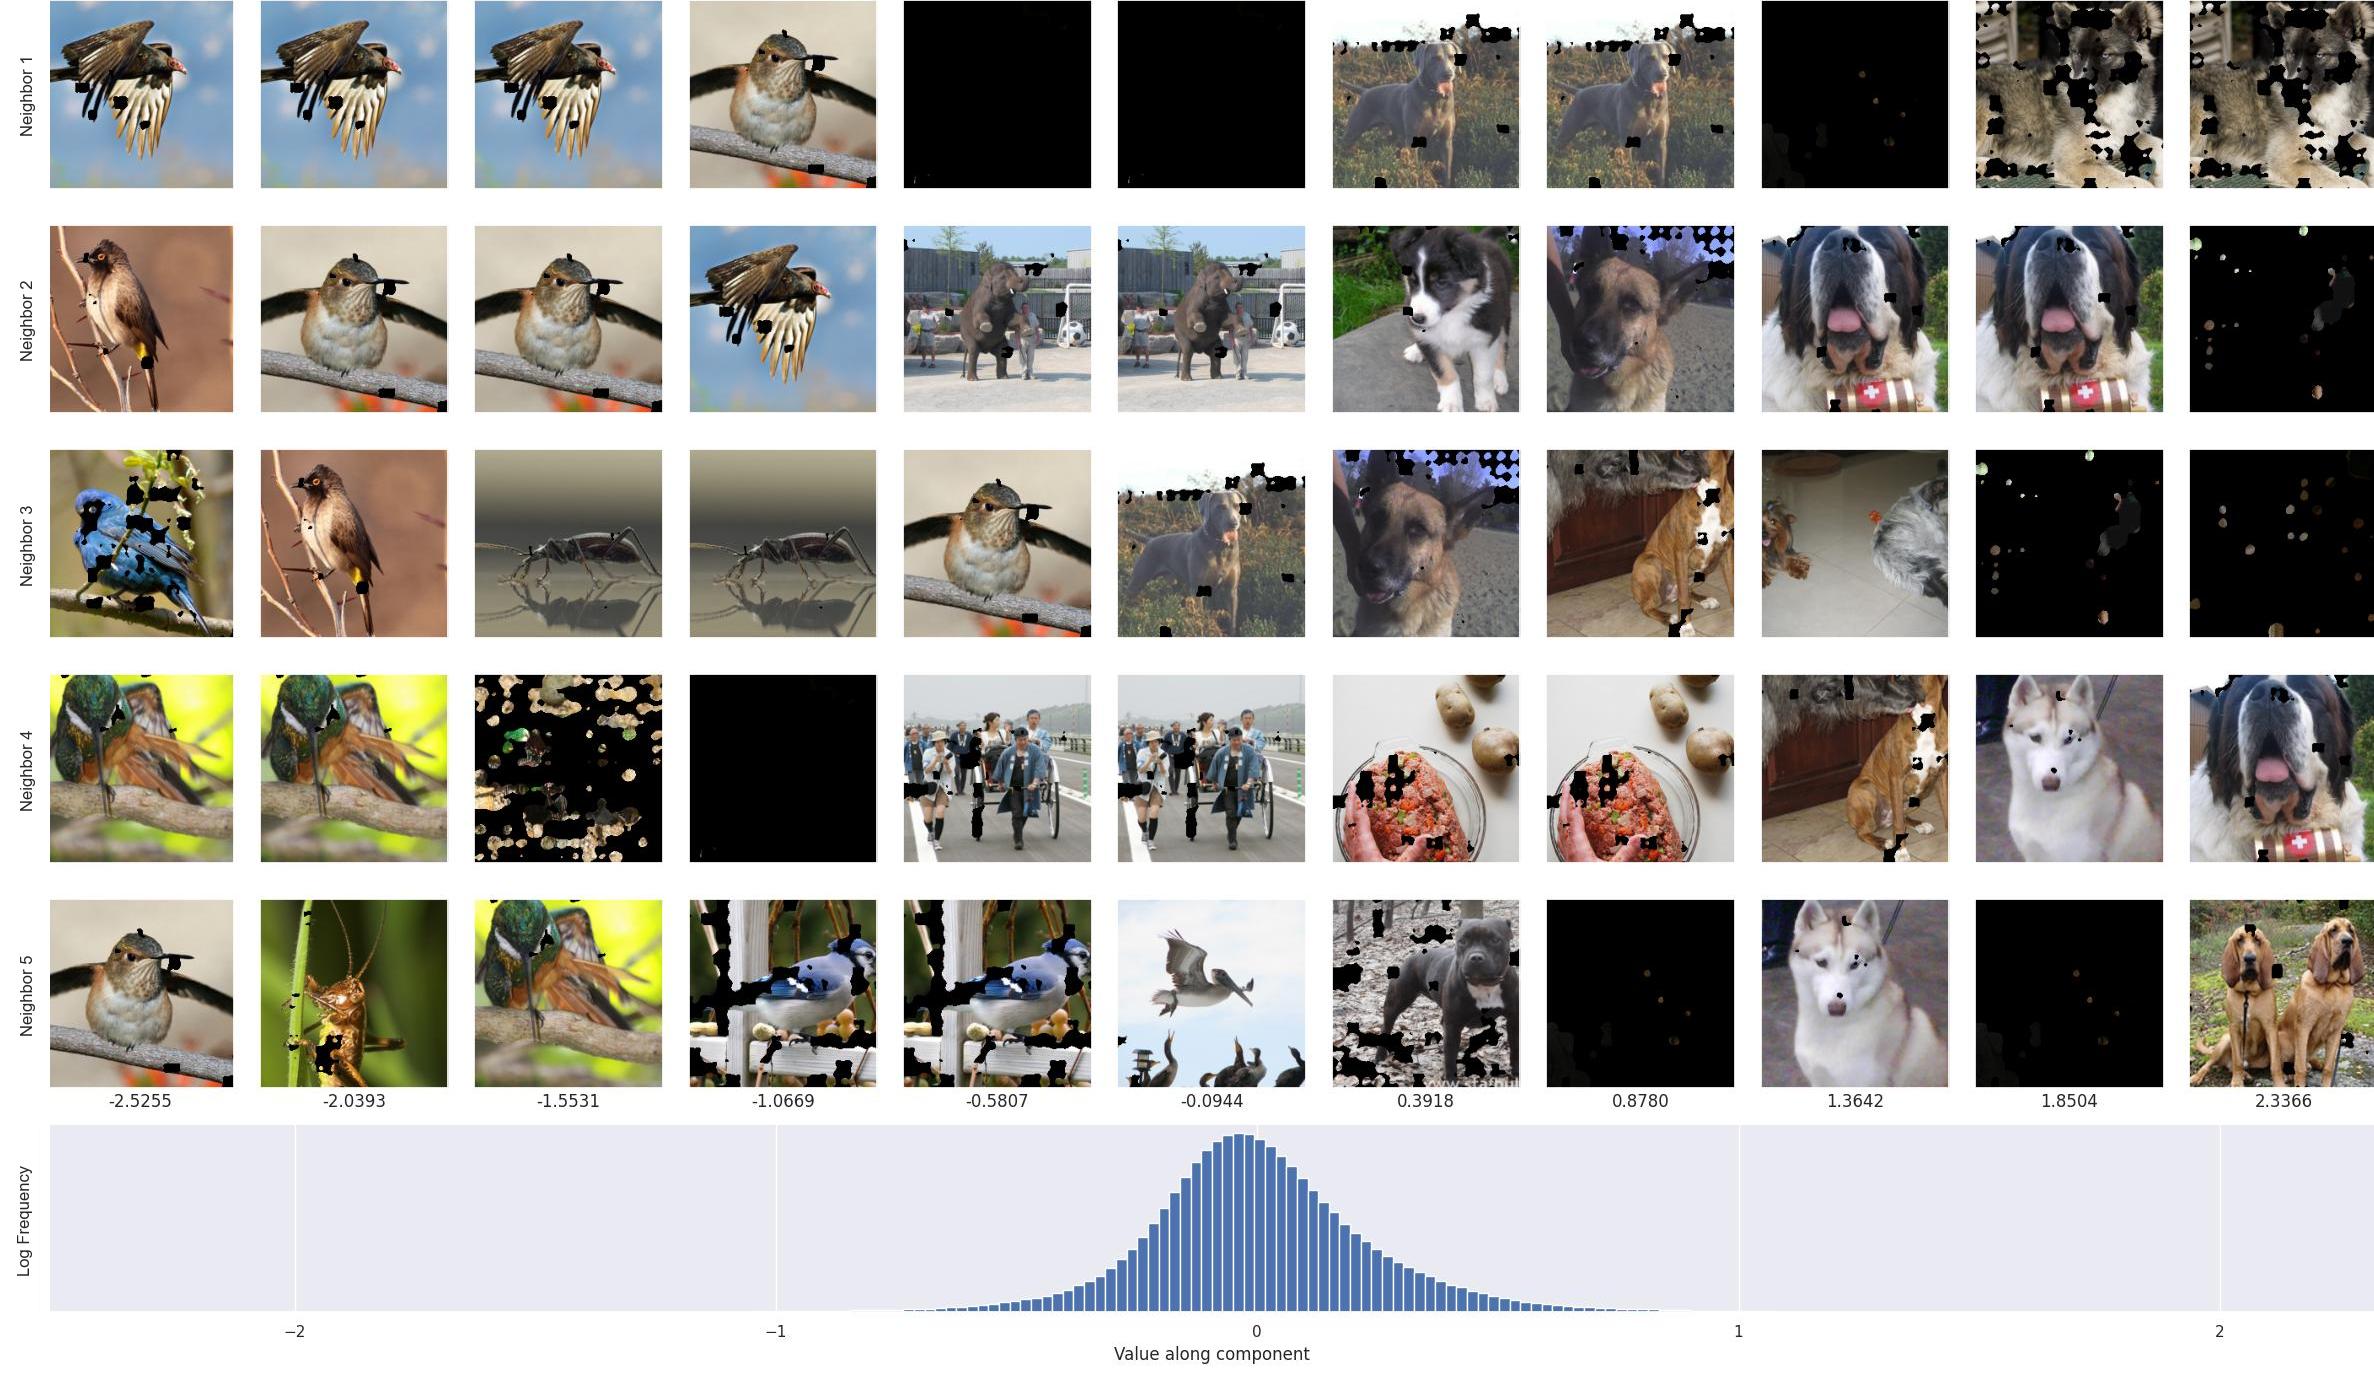 Neighbor 1
Neighbor 2
Neighbor 3
Neighbor 4
Neighbor 5
-2.5255
-2.0393
-1.5531
-1.0669
-0.5807
-0.0944
0.3918
0.8780
1.3642
1.8504
2.3366
Log Frequency
−2
−1
0
1
2
Value along component